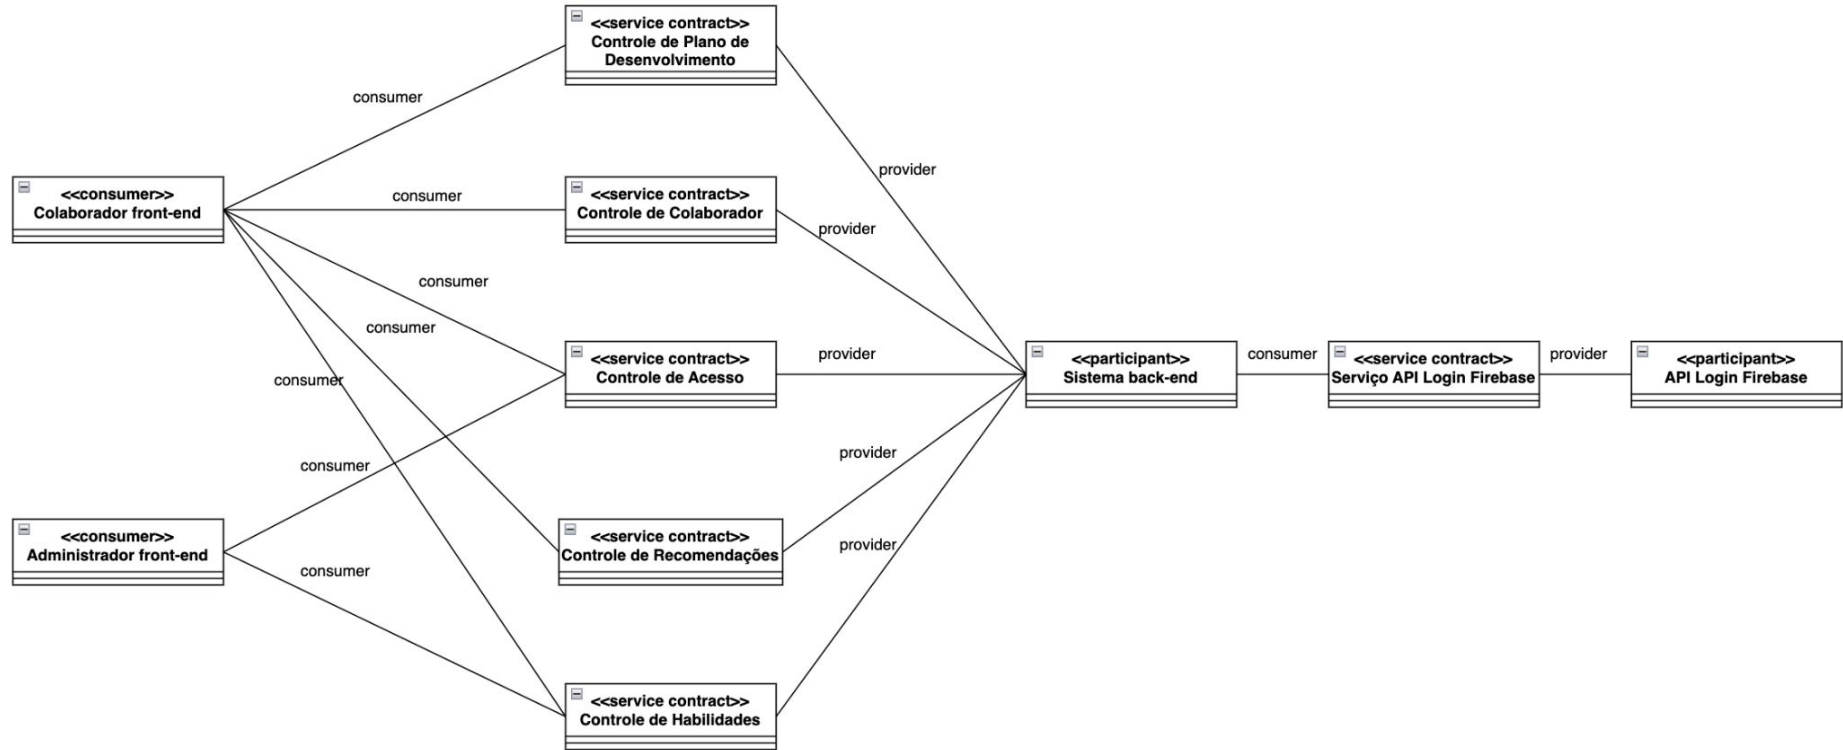 <<service contract>>
Controle de Plano de
Desenvolvimento
consumer
provider
<<consumer>>
Colaborador front-end
consumer
<<service contract>>
Controle de Colaborador
provider
consumer
consumer
consumer
<<service contract>>
Controle de Acesso
provider
<<participant>>
Sistema back-end
consumer
<<service contract>>
Serviço API Login Firebase
provider
<<participant>>
API Login Firebase
consumer
provider
<<consumer>>
Administrador front-end
consumer
<<service contract>>
Controle de Recomendações
provider
<<service contract>>
Controle de Habilidades